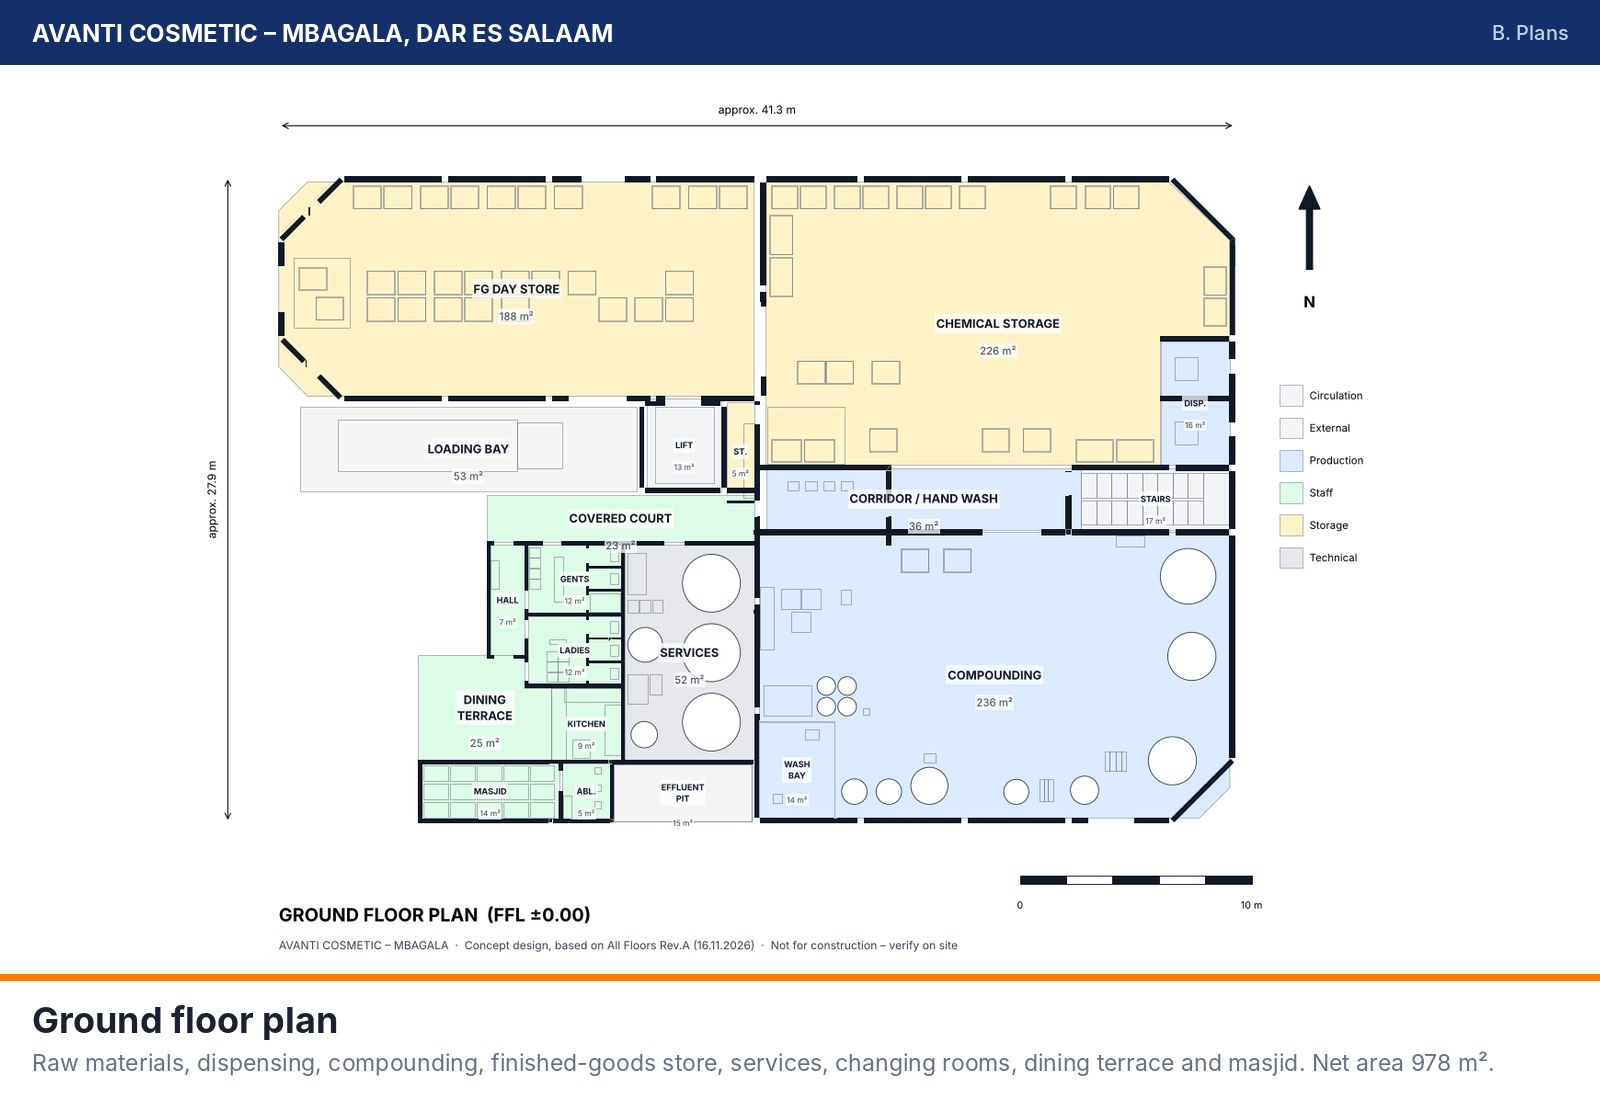 AVANTI COSMETIC – MBAGALA, DAR ES SALAAM
B. Plans
approx. 41.3 m
approx. 27.9 m
FG DAY STORE
188 m²
CHEMICAL STORAGE
226 m²
N
DISP.
16 m²
Circulation
External
Production
Staff
Storage
Technical
LOADING BAY
53 m²
LIFT
13 m²
ST.
5 m²
CORRIDOR / HAND WASH
36 m²
STAIRS
17 m²
COVERED COURT
23 m²
GENTS
12 m²
HALL
7 m²
LADIES
12 m²
SERVICES
52 m²
COMPOUNDING
236 m²
DINING
TERRACE
25 m²
KITCHEN
9 m²
WASH
BAY
14 m²
MASJID
14 m²
ABL.
5 m²
EFFLUENT
PIT
15 m²
0
10 m
GROUND FLOOR PLAN (FFL ±0.00)
AVANTI COSMETIC – MBAGALA · Concept design, based on All Floors Rev.A (16.11.2026) · Not for construction – verify on site
Ground floor plan
Raw materials, dispensing, compounding, finished-goods store, services, changing rooms, dining terrace and masjid. Net area 978 m².